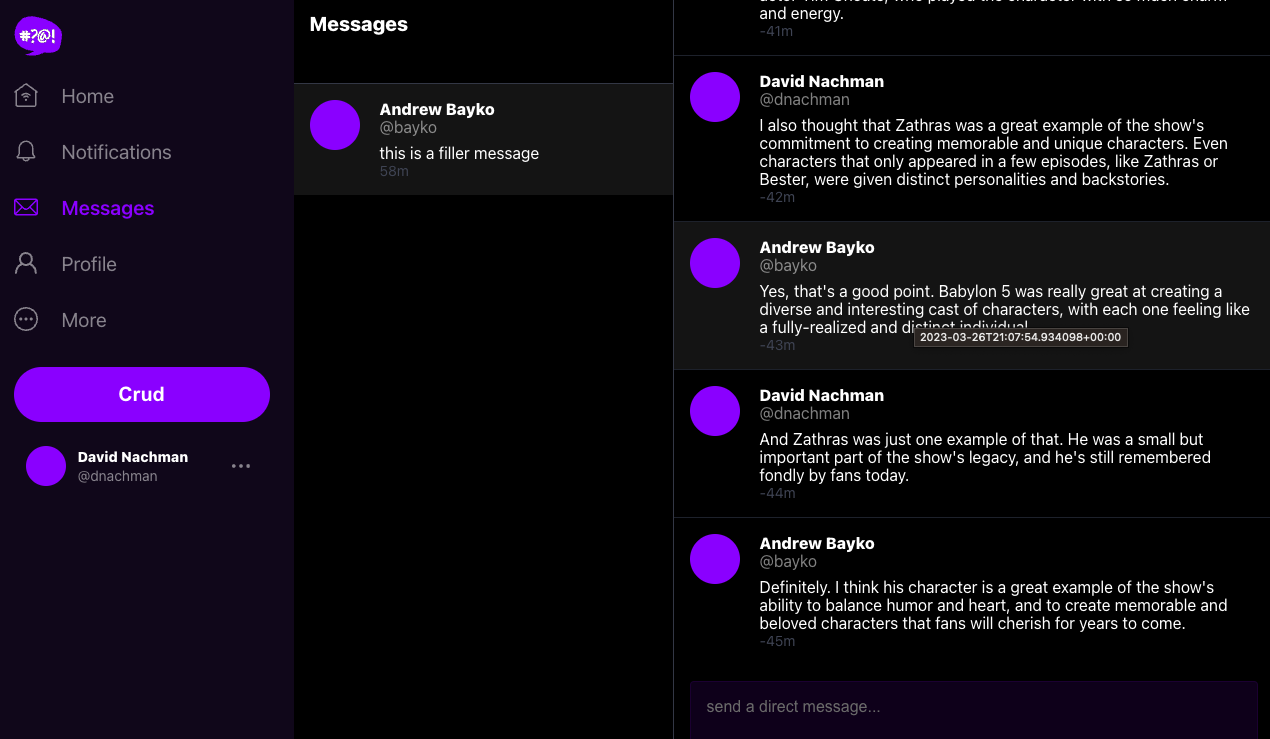 #?@!
Home
Notifications
Messages
Profile
More
Crud
David Nachman
@dnachman
Messages
Andrew Bayko
@bayko
this is a filler message
58m
and energy.
-41m
David Nachman
@dnachman
I also thought that Zathras was a great example of the show's
commitment to creating memorable and unique characters. Even
characters that only appeared in a few episodes, like Zathras or
Bester, were given distinct personalities and backstories.
-42m
Andrew Bayko
@bayko
Yes, that's a good point. Babylon 5 was really great at creating a
diverse and interesting cast of characters, with each one feeling like
a fully-realized and distinct individual
2023-03-26T21:07:54.934098+00:00
-43m
David Nachman
@dnachman
And Zathras was just one example of that. He was a small but
important part of the show's legacy, and he's still remembered
fondly by fans today.
-44m
Andrew Bayko
@bayko
Definitely. I think his character is a great example of the show's
ability to balance humor and heart, and to create memorable and
beloved characters that fans will cherish for years to come.
-45m
send a direct message...